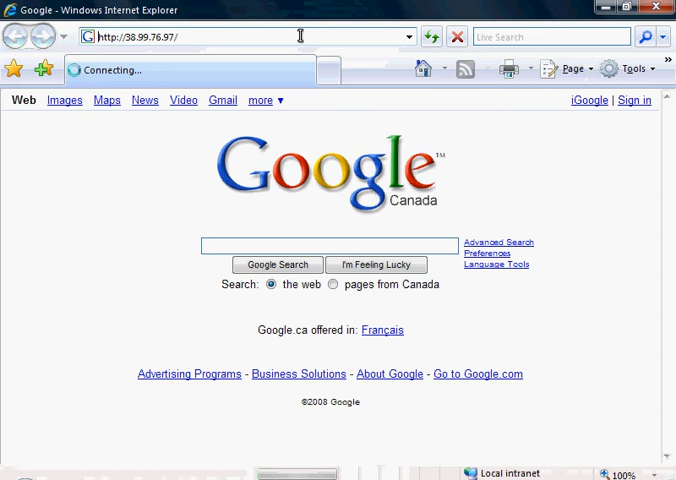 Google - Windows Internet Explorer
http://38.99.76.97/
Live Search
Connecting...
Page
Tools
Web Images Maps News Video Gmail more ▼
iGoogle | Sign in
Google™
Canada
Advanced Search
Preferences
Language Tools
Google Search I'm Feeling Lucky
Search: the web pages from Canada
Google.ca offered in: Français
Advertising Programs - Business Solutions - About Google - Go to Google.com
©2008 Google
Local intranet
100%